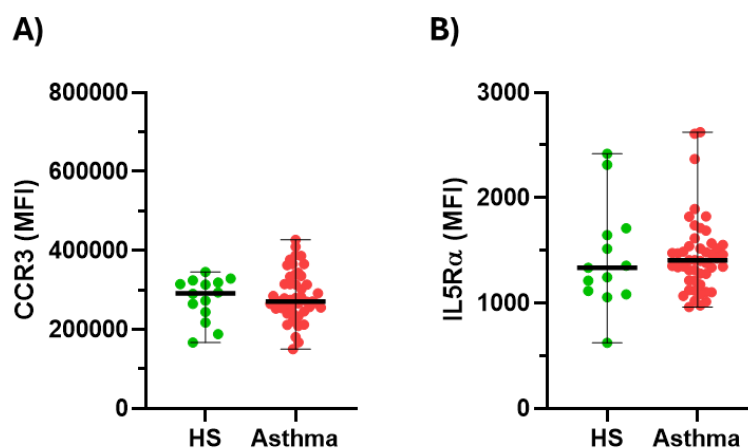 A)
CCR3 (MFI)
800000
600000
400000
200000
0
HS Asthma
B)
IL5Rα (MFI)
3000
2000
1000
0
HS Asthma